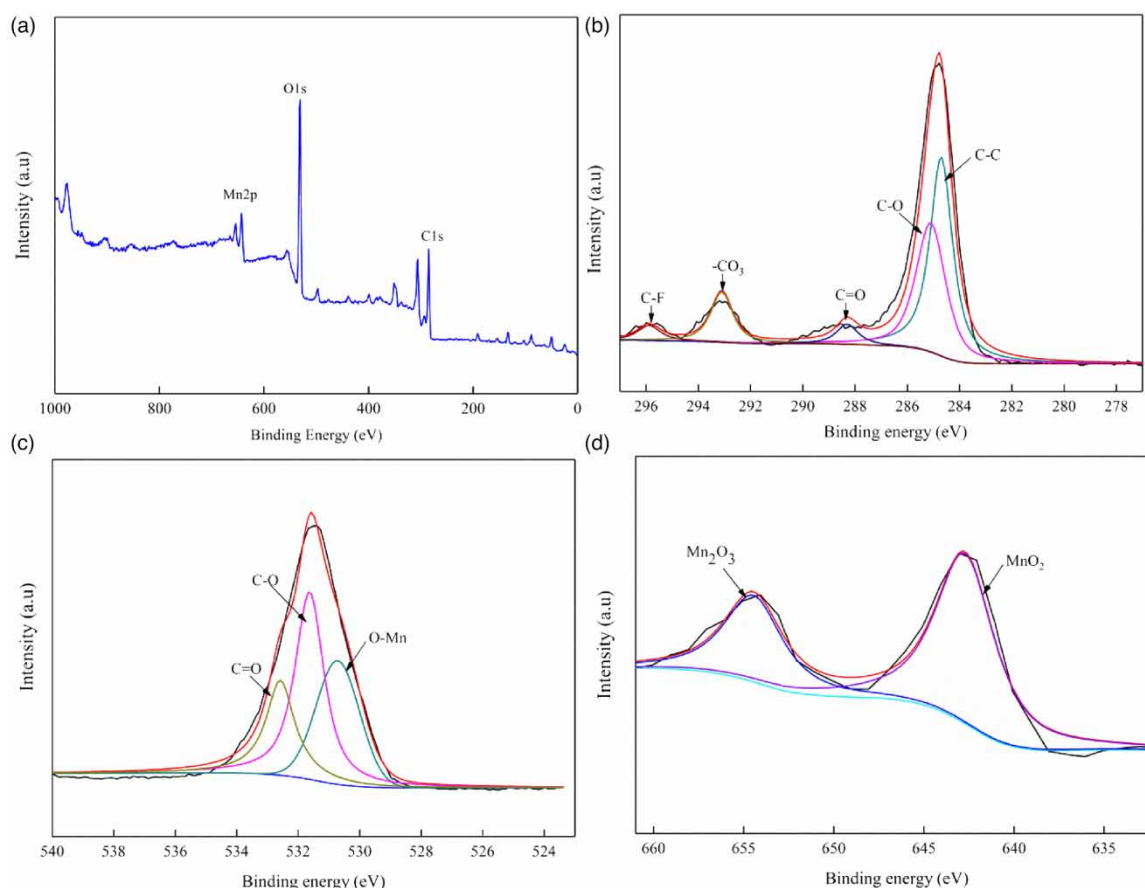 (a)
Intensity (a.u)
O1s
Mn2p
C1s
1000 800 600 400 200 0
Binding Energy (eV)
(b)
Intensity (a.u)
C-C
C-O
-CO3
C=O
C-F
296 294 292 290 288 286 284 282 280 278
Binding energy (eV)
(c)
Intensity (a.u)
C-O
O-Mn
C=O
540 538 536 534 532 530 528 526 524
Binding energy (eV)
(d)
Intensity (a.u)
Mn2O3
MnO2
660 655 650 645 640 635
Binding energy (eV)